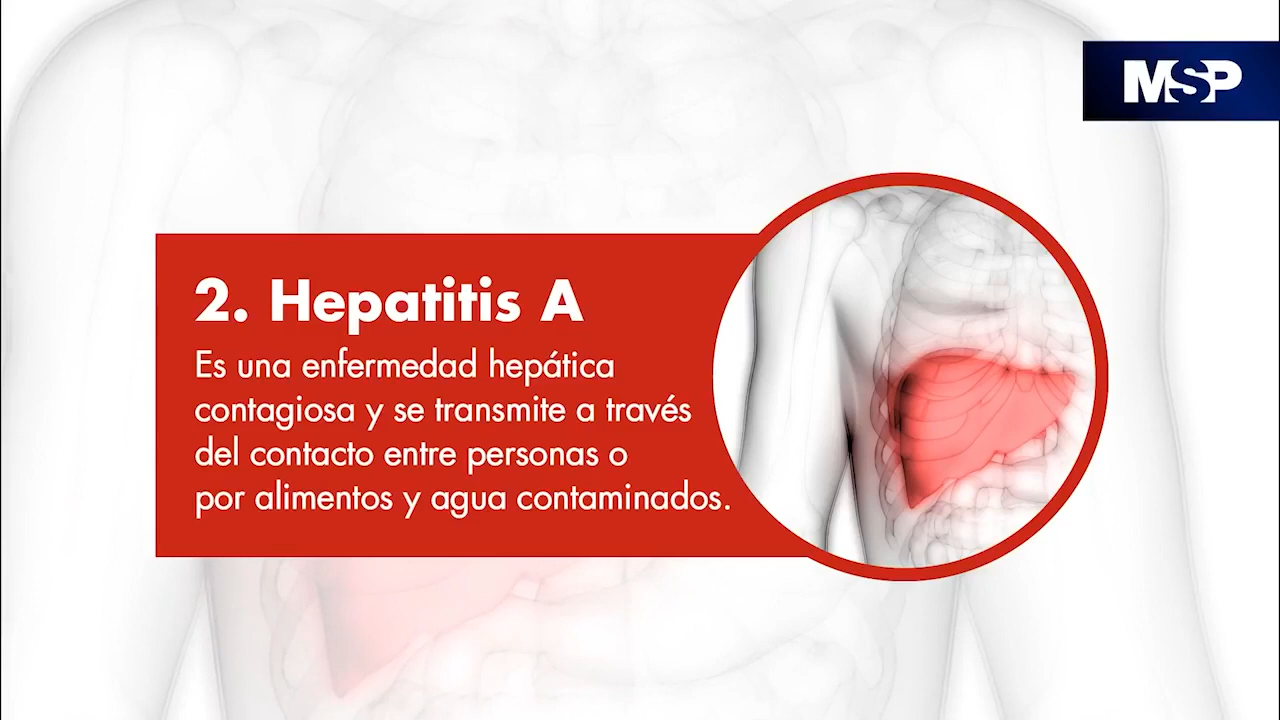 MSP
2. Hepatitis A
Es una enfermedad hepática
contagiosa y se transmite a través
del contacto entre personas o
por alimentos y agua contaminados.